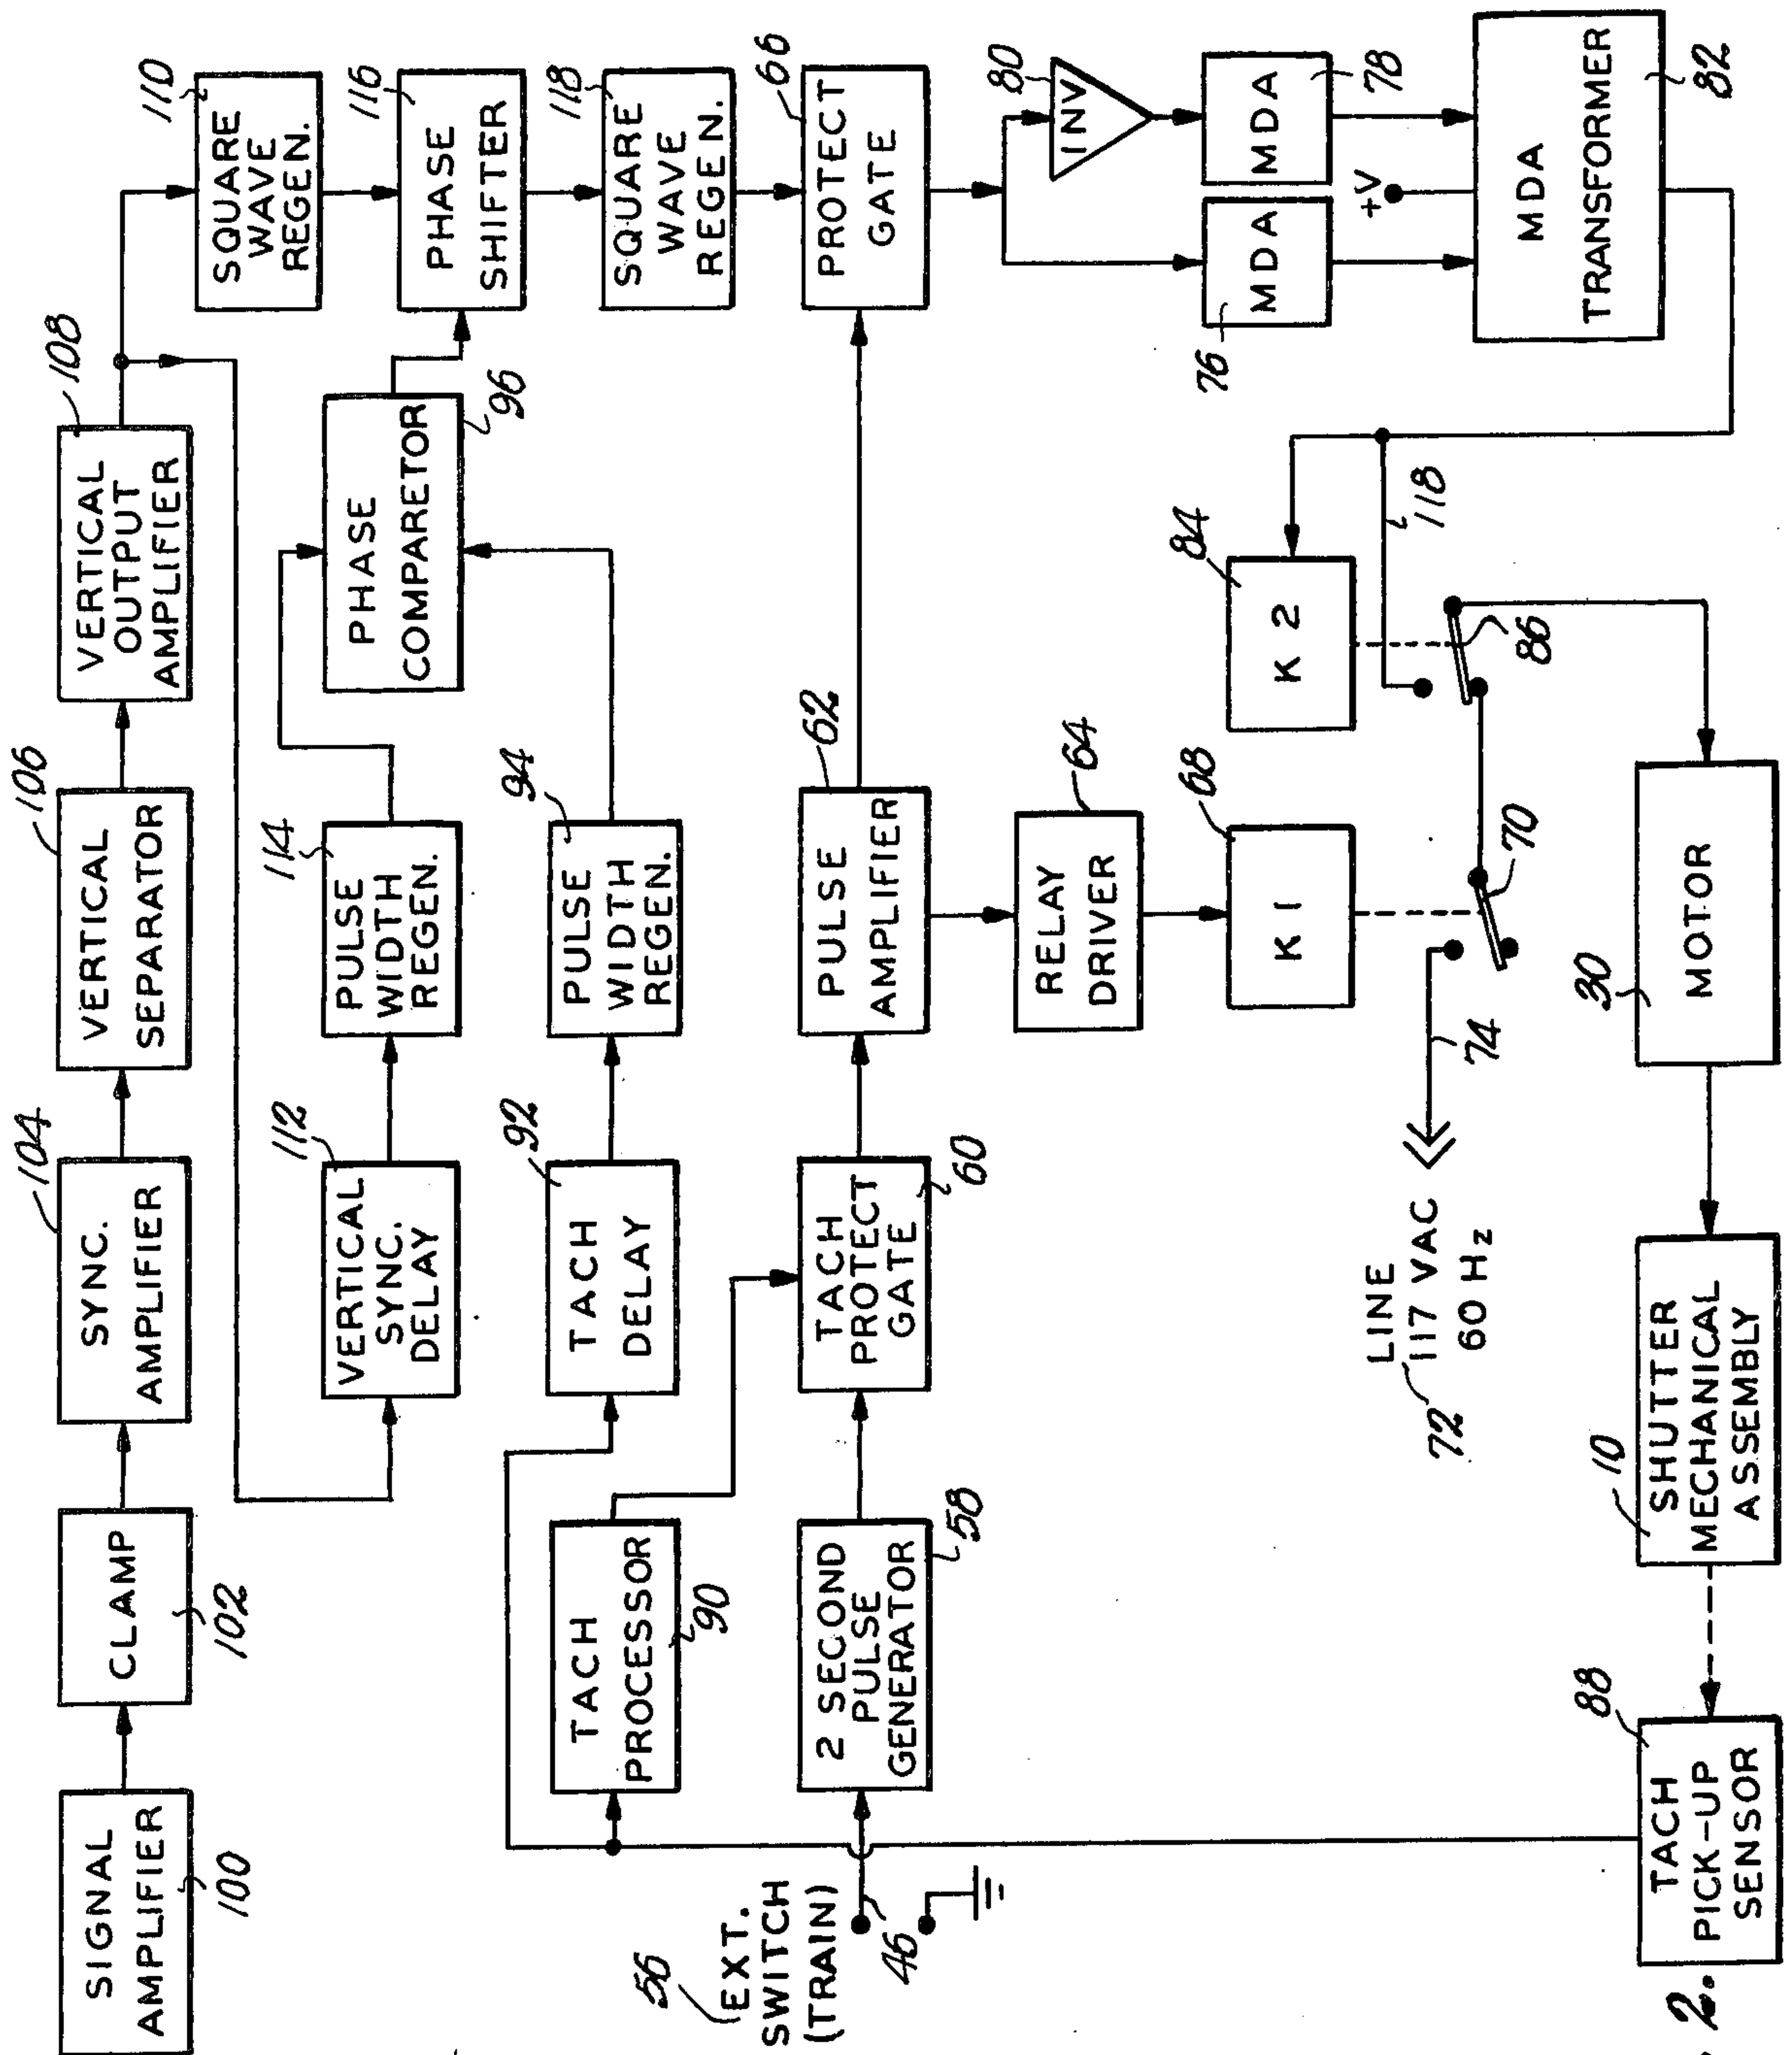 SIGNAL
AMPLIFIER
100
CLAMP
102
SYNC.
AMPLIFIER
104
VERTICAL
SEPARATOR
106
VERTICAL
OUTPUT
AMPLIFIER
108
SQUARE
WAVE
REGEN.
110
VERTICAL
SYNC.
DELAY
112
PULSE
WIDTH
REGEN.
114
PHASE
COMPARETOR
96
PHASE
SHIFTER
116
TACH
PROCESSOR
90
TACH
DELAY
92
PULSE
WIDTH
REGEN.
94
SQUARE
WAVE
REGEN.
118
56
EXT.
SWITCH
(TRAIN)
46
2 SECOND
PULSE
GENERATOR
58
TACH
PROTECT
GATE
60
PULSE
AMPLIFIER
62
PROTECT
GATE
66
RELAY
DRIVER
64
INV
80
K 1
68
K 2
84
MDA
76
MDA
78
118
+V
LINE
72
117 VAC
60 Hz
74
70
86
MDA
TRANSFORMER
82
TACH
PICK-UP
SENSOR
88
SHUTTER
MECHANICAL
ASSEMBLY
10
MOTOR
30
2.